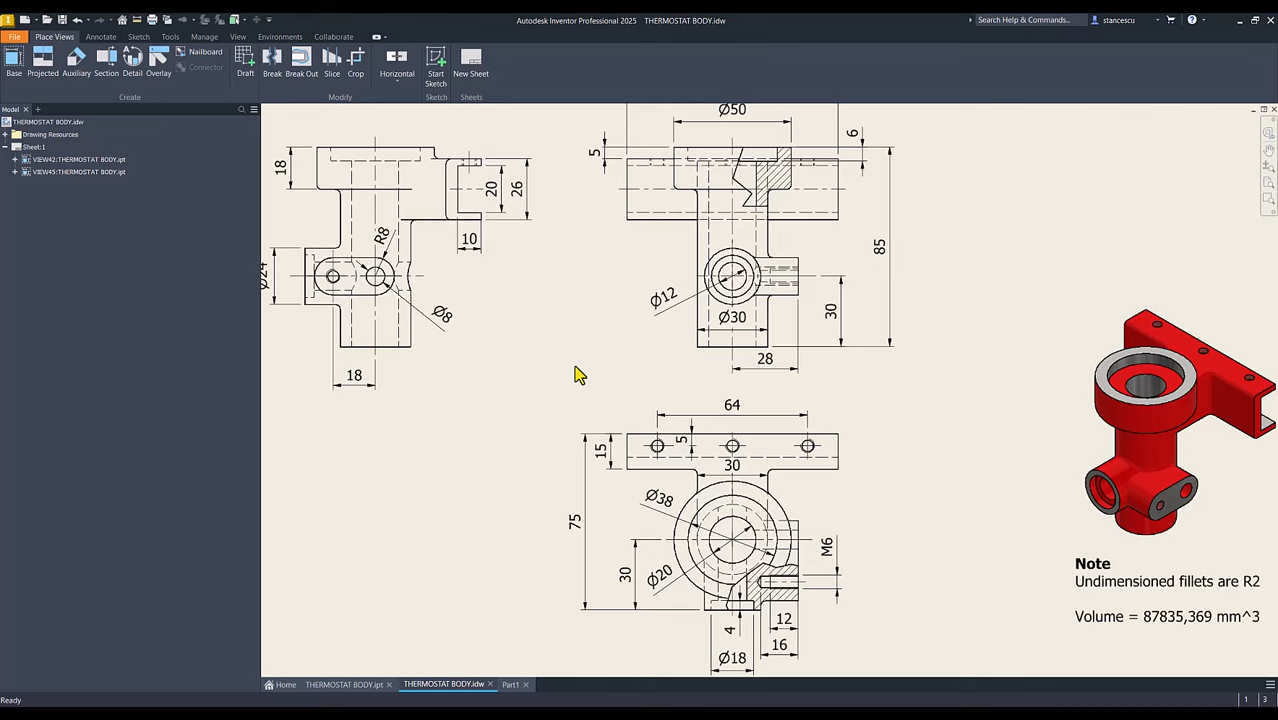 Autodesk Inventor Professional 2025 THERMOSTAT BODY.idw
Search Help & Commands...
stancescu
File
Place Views
Annotate
Sketch
Tools
Manage
View
Environments
Collaborate
Base
Projected
Auxiliary
Section
Detail
Overlay
Nailboard
Connector
Draft
Break
Break Out
Slice
Crop
Horizontal
Start
Sketch
New Sheet
Create
Modify
Sketch
Sheets
Model
THERMOSTAT BODY.idw
Drawing Resources
Sheet:1
VIEW42:THERMOSTAT BODY.ipt
VIEW45:THERMOSTAT BODY.ipt
18
20
26
10
R8
Ø24
Ø8
18
Ø50
5
6
85
Ø12
Ø30
30
28
64
15
5
30
Ø38
75
30
Ø20
M6
4
12
16
Ø18
Note
Undimensioned fillets are R2
Volume = 87835,369 mm^3
Home
THERMOSTAT BODY.ipt
THERMOSTAT BODY.idw
Part1
Ready
1
3